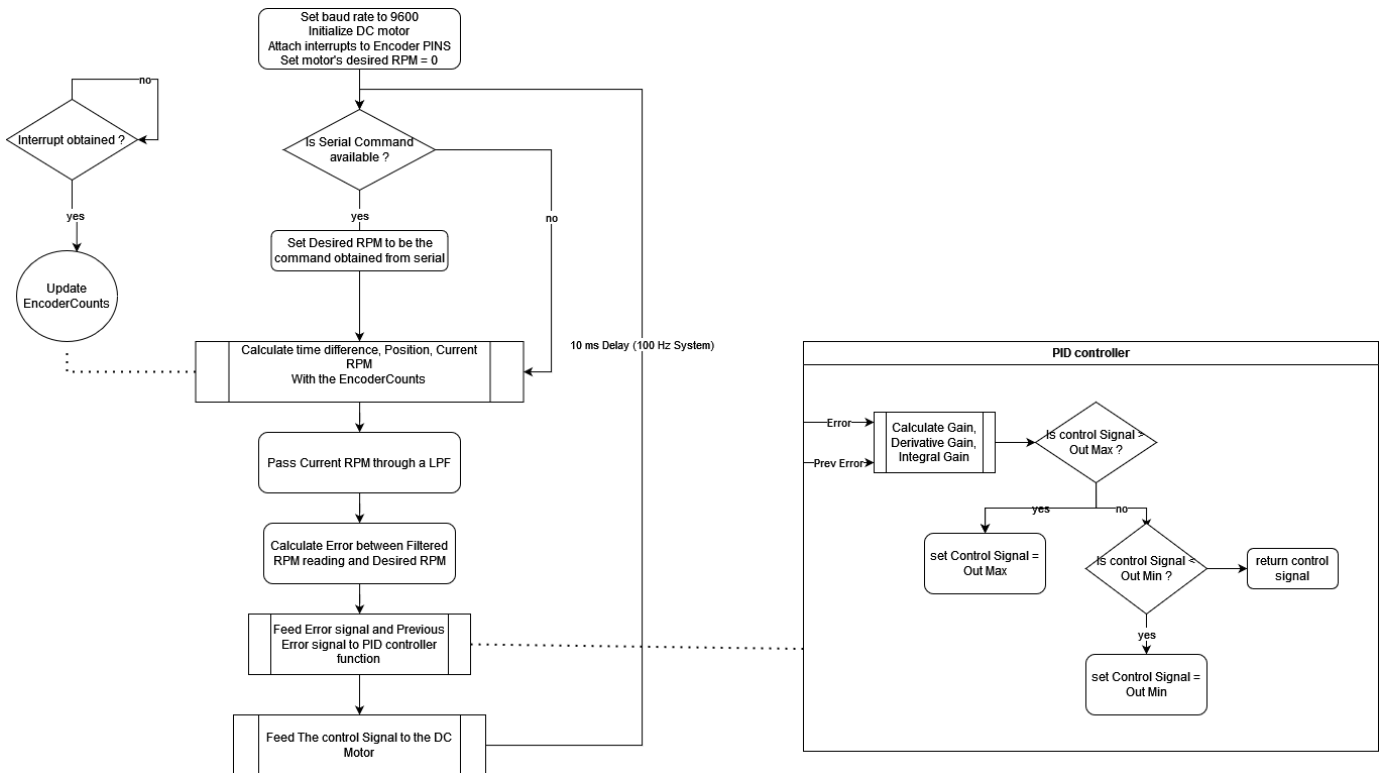 Set baud rate to 9600
Initialize DC motor
Attach interrupts to Encoder PINS
Set motor's desired RPM = 0
no
Interrupt obtained ?
yes
Update
EncoderCounts
Is Serial Command
available ?
yes
no
Set Desired RPM to be the
command obtained from serial
Calculate time difference, Position, Current
RPM
With the EncoderCounts
10 ms Delay (100 Hz System)
Pass Current RPM through a LPF
Calculate Error between Filtered
RPM reading and Desired RPM
Feed Error signal and Previous
Error signal to PID controller
function
Feed The control Signal to the DC
Motor
PID controller
Error
Prev Error
Calculate Gain,
Derivative Gain,
Integral Gain
Is control Signal >
Out Max ?
yes
no
set Control Signal =
Out Max
Is control Signal <
Out Min ?
return control
signal
yes
set Control Signal =
Out Min